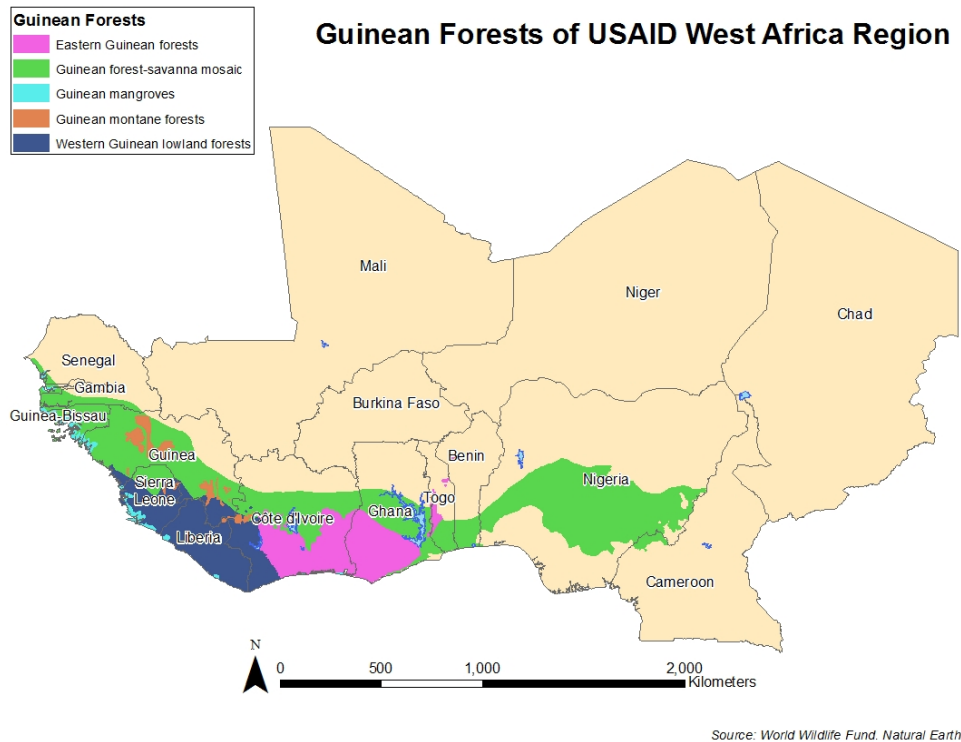 Guinean Forests of USAID West Africa Region
Guinean Forests
Eastern Guinean forests
Guinean forest-savanna mosaic
Guinean mangroves
Guinean montane forests
Western Guinean lowland forests
Mali
Niger
Chad
Senegal
Gambia
Burkina Faso
Guinea-Bissau
Guinea
Benin
Nigeria
Sierra
Leone
Togo
Ghana
Côte d'Ivoire
Liberia
Cameroon
N
0 500 1,000 2,000
Kilometers
Source: World Wildlife Fund. Natural Earth